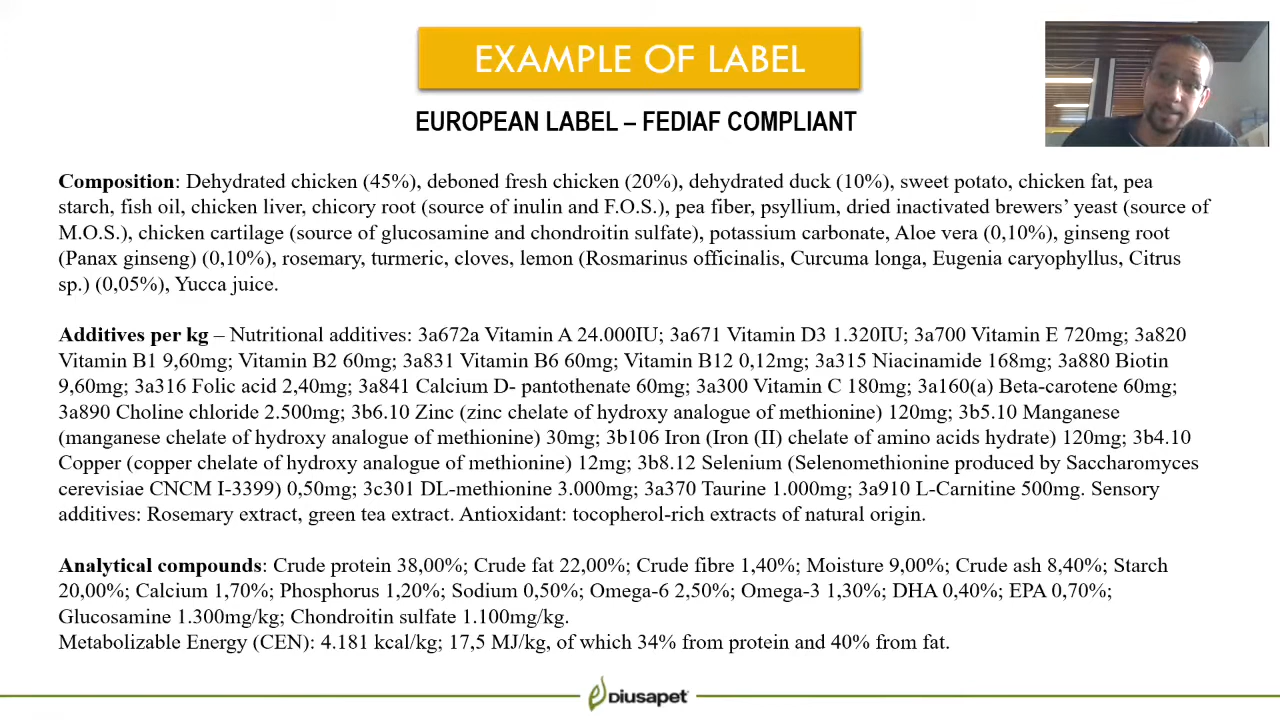 EXAMPLE OF LABEL
EUROPEAN LABEL – FEDIAF COMPLIANT
Composition: Dehydrated chicken (45%), deboned fresh chicken (20%), dehydrated duck (10%), sweet potato, chicken fat, pea
starch, fish oil, chicken liver, chicory root (source of inulin and F.O.S.), pea fiber, psyllium, dried inactivated brewers’ yeast (source of
M.O.S.), chicken cartilage (source of glucosamine and chondroitin sulfate), potassium carbonate, Aloe vera (0,10%), ginseng root
(Panax ginseng) (0,10%), rosemary, turmeric, cloves, lemon (Rosmarinus officinalis, Curcuma longa, Eugenia caryophyllus, Citrus
sp.) (0,05%), Yucca juice.
Additives per kg – Nutritional additives: 3a672a Vitamin A 24.000IU; 3a671 Vitamin D3 1.320IU; 3a700 Vitamin E 720mg; 3a820
Vitamin B1 9,60mg; Vitamin B2 60mg; 3a831 Vitamin B6 60mg; Vitamin B12 0,12mg; 3a315 Niacinamide 168mg; 3a880 Biotin
9,60mg; 3a316 Folic acid 2,40mg; 3a841 Calcium D- pantothenate 60mg; 3a300 Vitamin C 180mg; 3a160(a) Beta-carotene 60mg;
3a890 Choline chloride 2.500mg; 3b6.10 Zinc (zinc chelate of hydroxy analogue of methionine) 120mg; 3b5.10 Manganese
(manganese chelate of hydroxy analogue of methionine) 30mg; 3b106 Iron (Iron (II) chelate of amino acids hydrate) 120mg; 3b4.10
Copper (copper chelate of hydroxy analogue of methionine) 12mg; 3b8.12 Selenium (Selenomethionine produced by Saccharomyces
cerevisiae CNCM I-3399) 0,50mg; 3c301 DL-methionine 3.000mg; 3a370 Taurine 1.000mg; 3a910 L-Carnitine 500mg. Sensory
additives: Rosemary extract, green tea extract. Antioxidant: tocopherol-rich extracts of natural origin.
Analytical compounds: Crude protein 38,00%; Crude fat 22,00%; Crude fibre 1,40%; Moisture 9,00%; Crude ash 8,40%; Starch
20,00%; Calcium 1,70%; Phosphorus 1,20%; Sodium 0,50%; Omega-6 2,50%; Omega-3 1,30%; DHA 0,40%; EPA 0,70%;
Glucosamine 1.300mg/kg; Chondroitin sulfate 1.100mg/kg.
Metabolizable Energy (CEN): 4.181 kcal/kg; 17,5 MJ/kg, of which 34% from protein and 40% from fat.
DIUSAPET